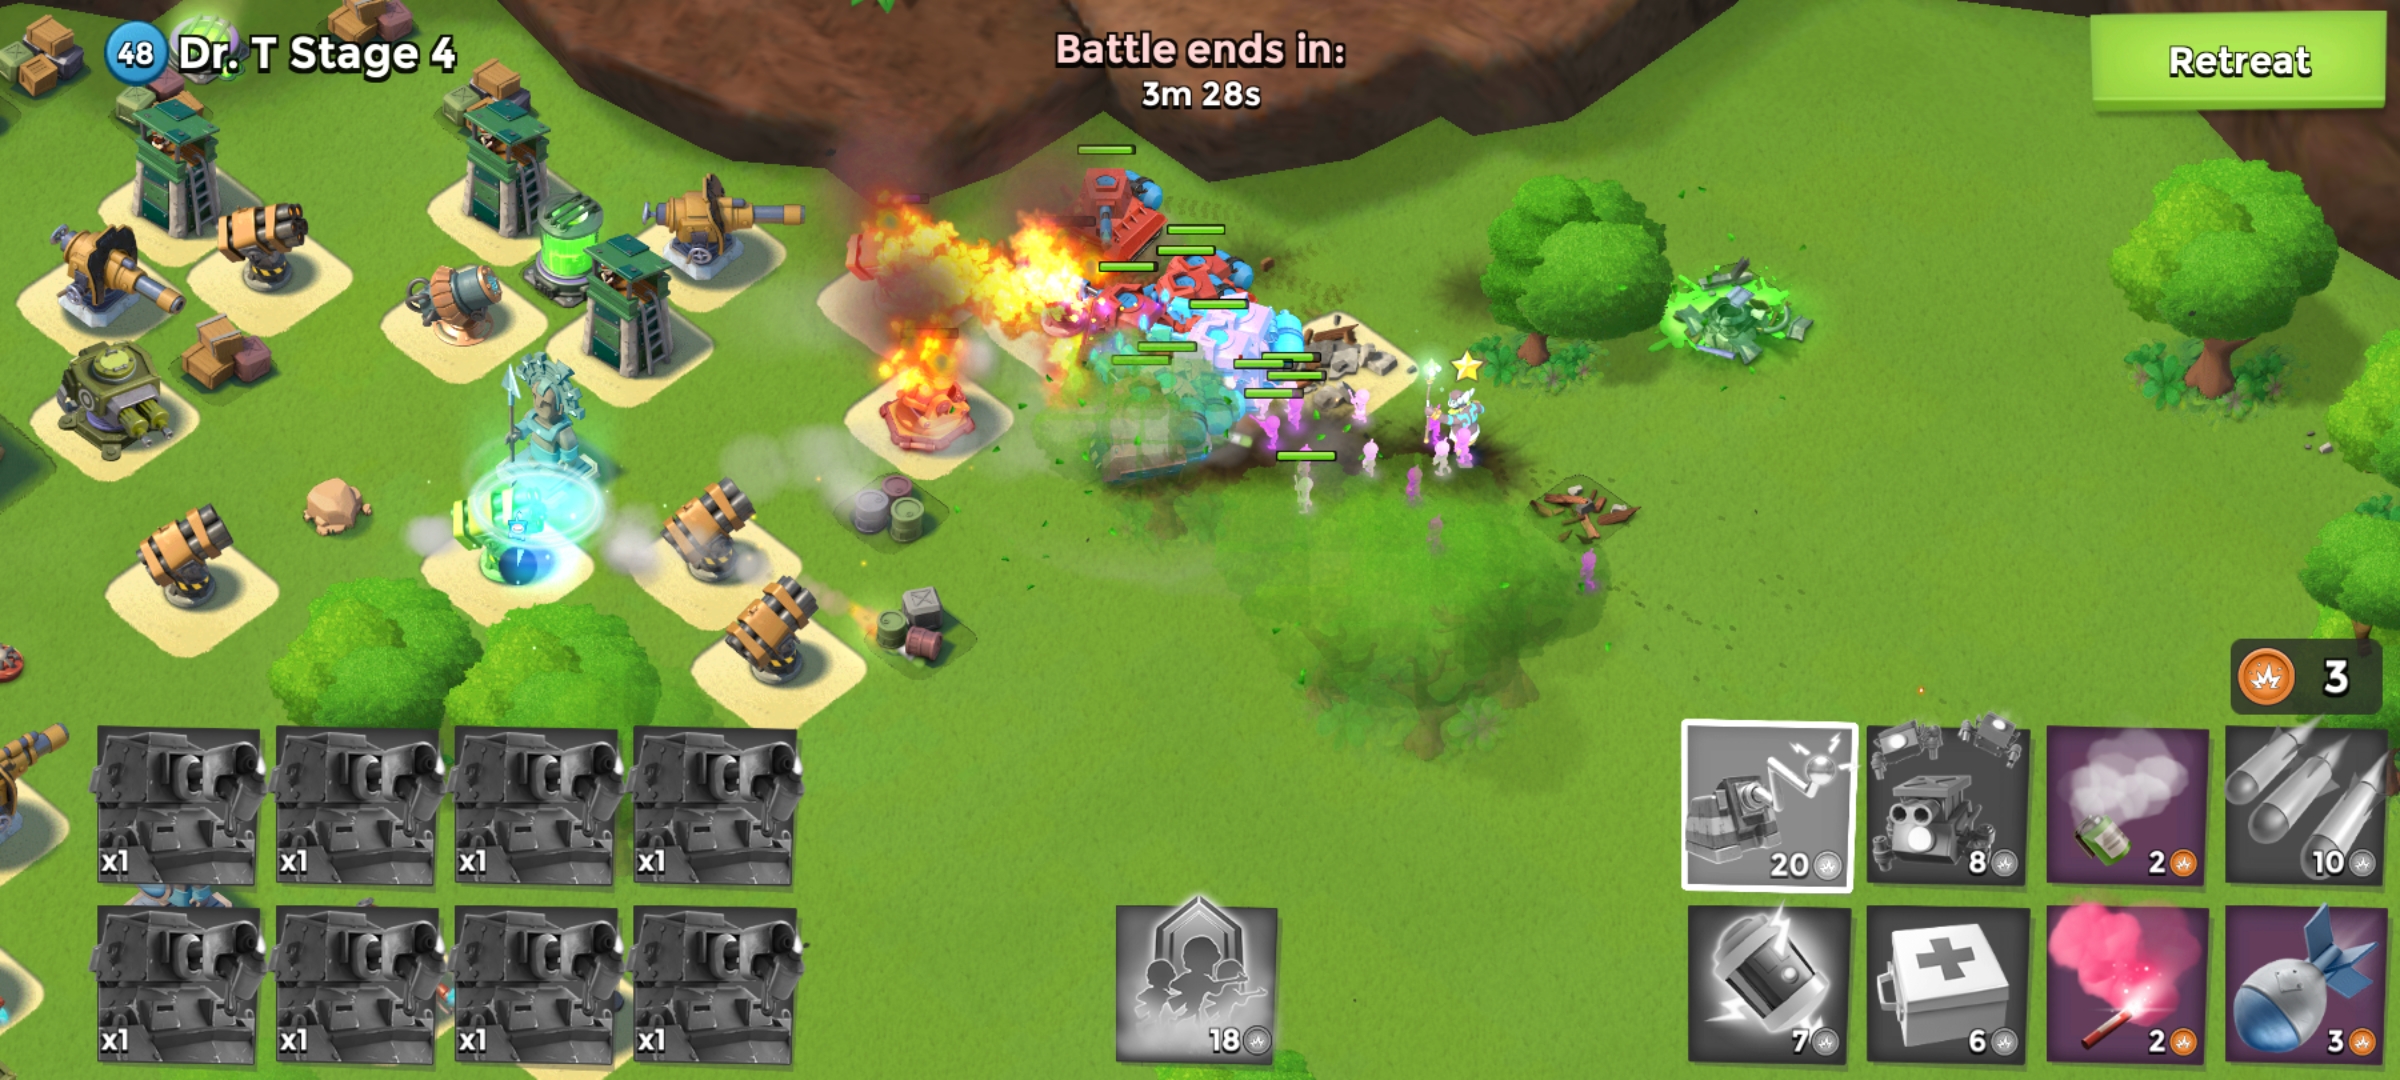 48 Dr. T Stage 4
Battle ends in:
3m 28s
Retreat
3
x1 x1 x1 x1
20 8 2 10
x1 x1 x1 x1
18
7 6 2 3